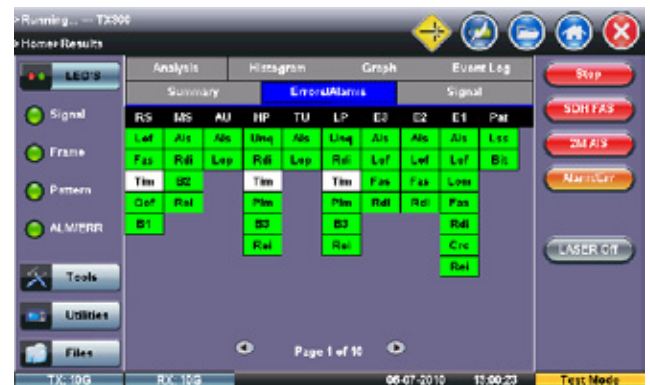 >Running... --- TX300
>Home>Results
LED'S
Signal
Frame
Pattern
ALM/ERR
Tools
Utilities
Files
Analysis Histogram Graph Event Log
Summary Errors/Alarms Signal
RS MS AU HP TU LP E3 E2 E1 Pat
Lof Ais Ais Unq Ais Unq Ais Ais Ais Lss
Fas Rdi Lop Rdi Lop Rdi Lof Lof Lof Bit
Tim B2 Tim Tim Fas Fas Lom
Oof Rei Plm Plm Rdi Rdi Fas
B1 B3 B3 Rdi
Rei Rei Crc
Rei
Page 1 of 10
Stop
SDH FAS
2M AIS
Alarm/Err
LASER Off
TX: 10G RX: 10G 06-07-2010 15:00:23 Test Mode